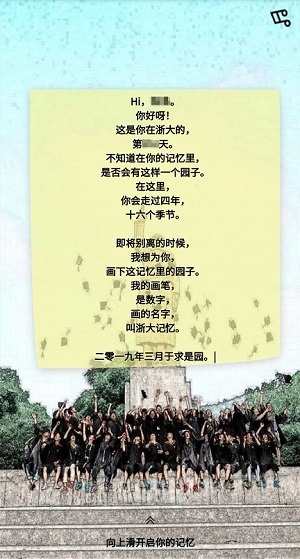 Hi，。
你好呀！
这是你在浙大的，
第天。
不知道在你的记忆里，
是否会有这样一个园子。
在这里，
你会走过四年，
十六个季节。
即将别离的时候，
我想为你，
画下这记忆里的园子。
我的画笔，
是数字，
画的名字，
叫浙大记忆。
二零一九年三月于求是园。
向上滑开启你的记忆